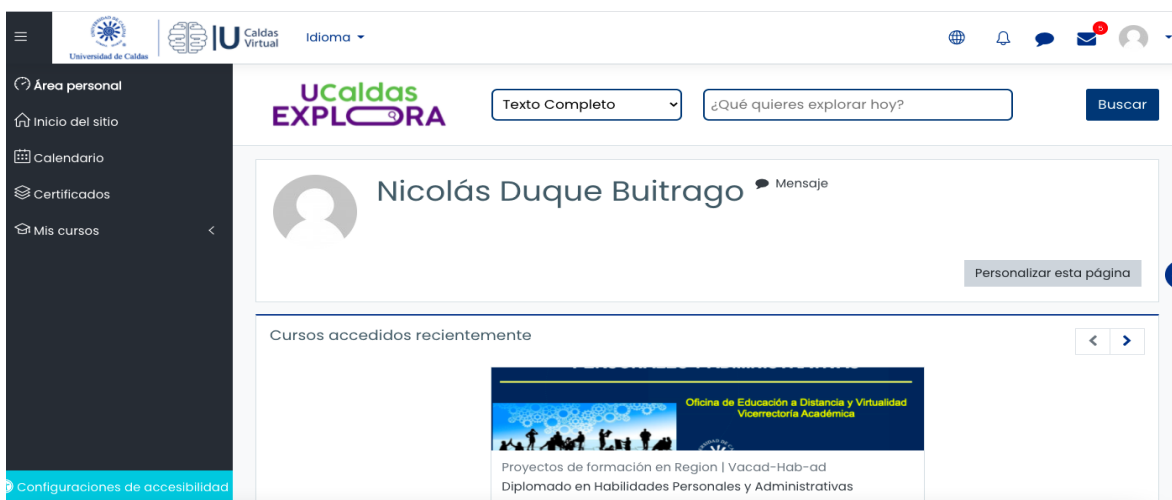 Universidad de Caldas
U Caldas Virtual
Idioma
5
Área personal
Inicio del sitio
Calendario
Certificados
Mis cursos
Configuraciones de accesibilidad
UCaldas
EXPLORA
Texto Completo
¿Qué quieres explorar hoy?
Buscar
Nicolás Duque Buitrago
Mensaje
Personalizar esta página
Cursos accedidos recientemente
Oficina de Educación a Distancia y Virtualidad
Vicerrectoría Académica
Proyectos de formación en Region | Vacad-Hab-ad
Diplomado en Habilidades Personales y Administrativas